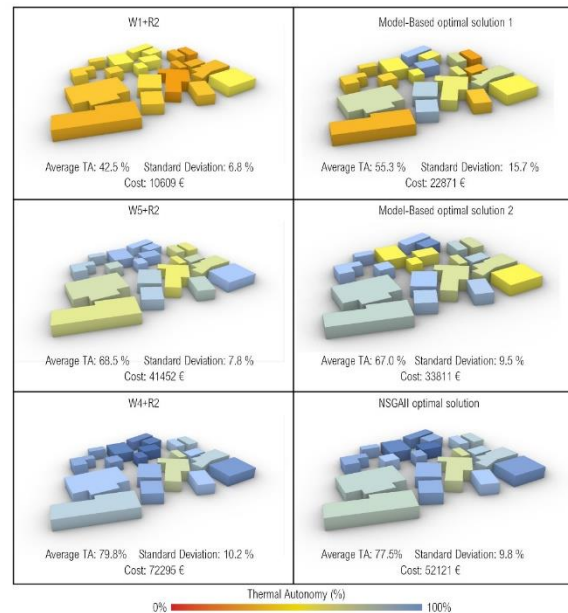 W1+R2
Average TA: 42.5 % Standard Deviation: 6.8 %
Cost: 10609 €
Model-Based optimal solution 1
Average TA: 55.3 % Standard Deviation: 15.7 %
Cost: 22871 €
W5+R2
Average TA: 68.5 % Standard Deviation: 7.8 %
Cost: 41452 €
Model-Based optimal solution 2
Average TA: 67.0 % Standard Deviation: 9.5 %
Cost: 33811 €
W4+R2
Average TA: 79.8% Standard Deviation: 10.2 %
Cost: 72295 €
NSGAII optimal solution
Average TA: 77.5% Standard Deviation: 9.8 %
Cost: 52121 €
Thermal Autonomy (%)
0% 100%